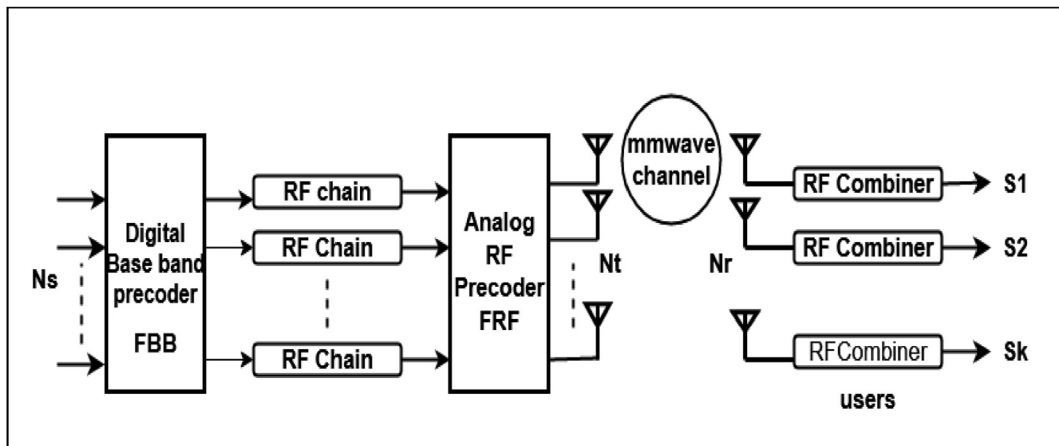 mmwave
channel
RF chain
RF Combiner
S1
Digital
Base band
precoder
FBB
Analog
RF
Precoder
FRF
RF Chain
RF Combiner
S2
Ns
Nt
Nr
RF Chain
RFCombiner
Sk
users